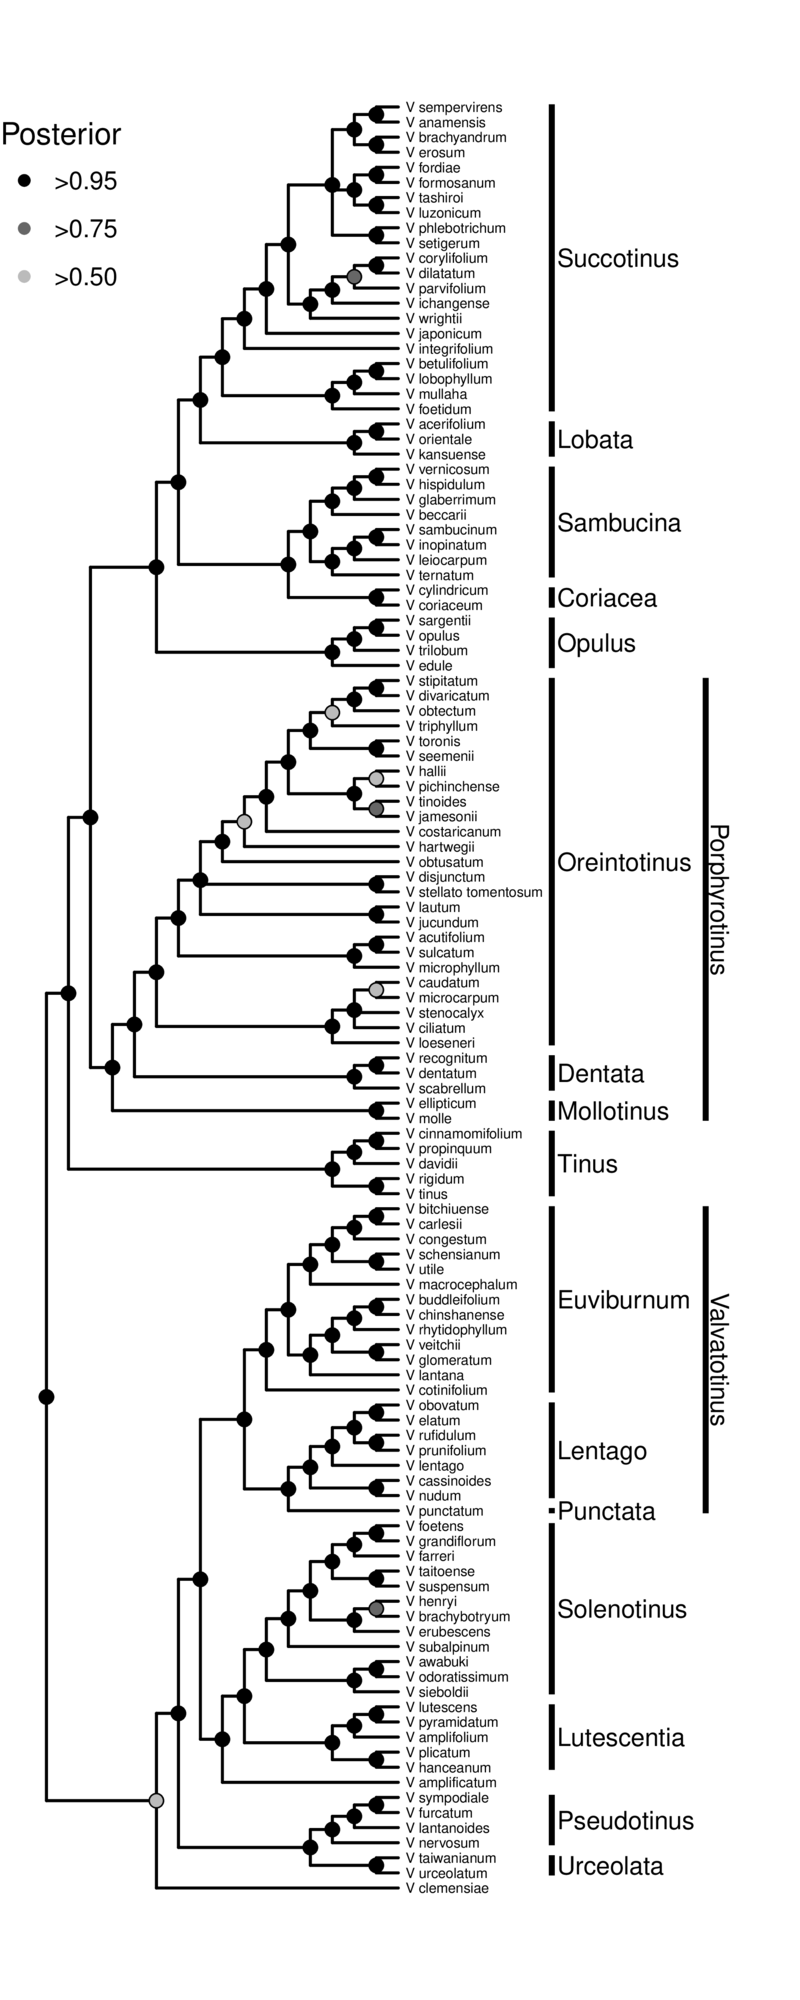 Posterior
>0.95
>0.75
>0.50
V sempervirens
V anamensis
V brachyandrum
V erosum
V fordiae
V formosanum
V tashiroi
V luzonicum
V phlebotrichum
V setigerum
V corylifolium
V dilatatum
V parvifolium
V ichangense
V wrightii
V japonicum
V integrifolium
V betulifolium
V lobophyllum
V mullaha
V foetidum
Succotinus
V acerifolium
V orientale
V kansuense
Lobata
V vernicosum
V hispidulum
V glaberrimum
V beccarii
V sambucinum
V inopinatum
V leiocarpum
V ternatum
Sambucina
V cylindricum
V coriaceum
Coriacea
V sargentii
V opulus
V trilobum
V edule
Opulus
V stipitatum
V divaricatum
V obtectum
V triphyllum
V toronis
V seemenii
V hallii
V pichinchense
V tinoides
V jamesonii
V costaricanum
V hartwegii
V obtusatum
V disjunctum
V stellato tomentosum
V lautum
V jucundum
V acutifolium
V sulcatum
V microphyllum
V caudatum
V microcarpum
V stenocalyx
V ciliatum
V loeseneri
Oreintotinus
V recognitum
V dentatum
V scabrellum
Dentata
V ellipticum
V molle
Mollotinus
Porphyrotinus
V cinnamomifolium
V propinquum
V davidii
V rigidum
V tinus
Tinus
V bitchiuense
V carlesii
V congestum
V schensianum
V utile
V macrocephalum
V buddleifolium
V chinshanense
V rhytidophyllum
V veitchii
V glomeratum
V lantana
V cotinifolium
Euviburnum
V obovatum
V elatum
V rufidulum
V prunifolium
V lentago
V cassinoides
V nudum
Lentago
V punctatum
Punctata
Valvatotinus
V foetens
V grandiflorum
V farreri
V taitoense
V suspensum
V henryi
V brachybotryum
V erubescens
V subalpinum
V awabuki
V odoratissimum
V sieboldii
Solenotinus
V lutescens
V pyramidatum
V amplifolium
V plicatum
V hanceanum
Lutescentia
V amplificatum
V sympodiale
V furcatum
V lantanoides
V nervosum
Pseudotinus
V taiwanianum
V urceolatum
Urceolata
V clemensiae